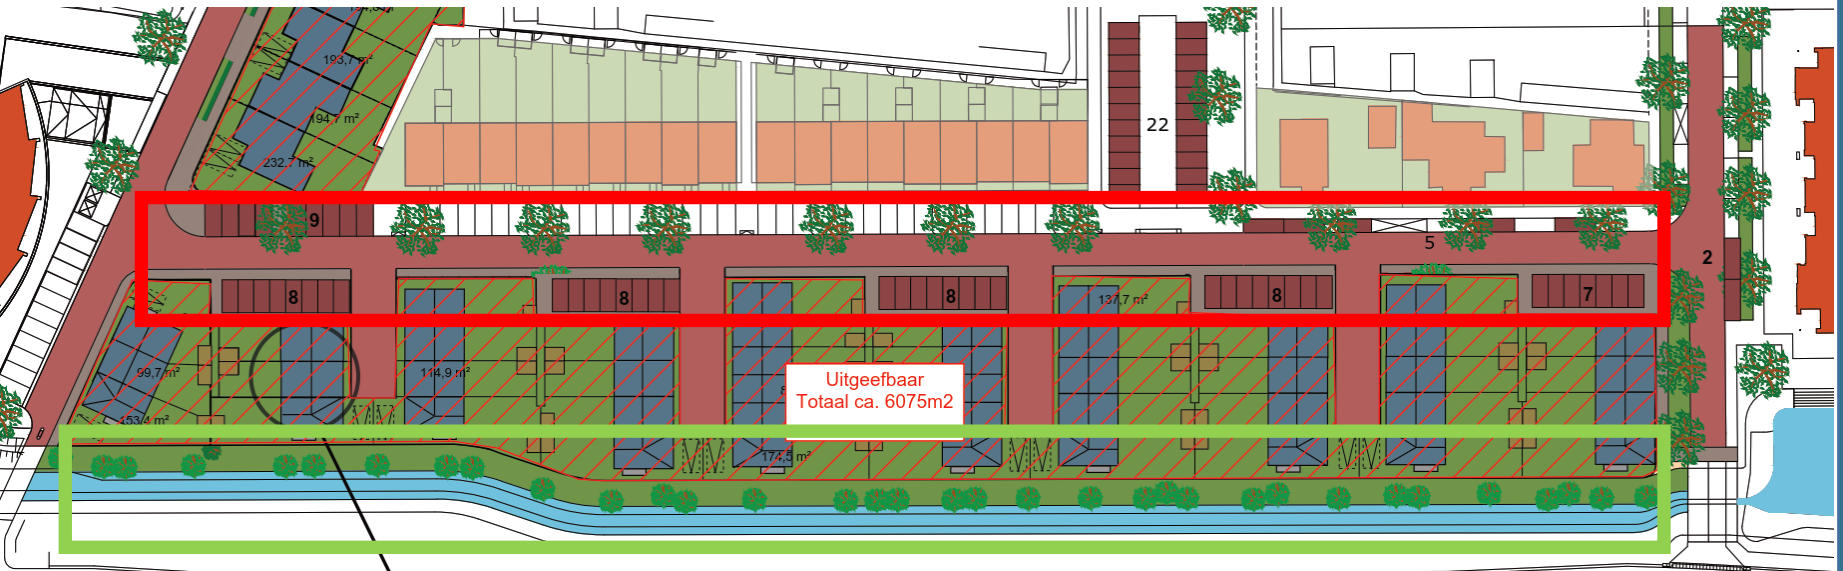 193,7 m²
194,7 m²
232,7 m²
22
9
5
2
8
8
8
8
7
137,7 m²
99,7 m²
114,9 m²
Uitgeefbaar
Totaal ca. 6075m2
153,4 m²
174,5 m²